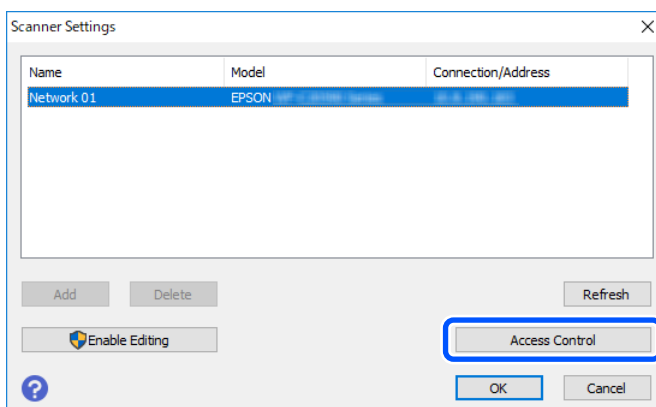 Scanner Settings
Name Model Connection/Address
Network 01 EPSON
Add Delete Refresh
Enable Editing Access Control
? OK Cancel